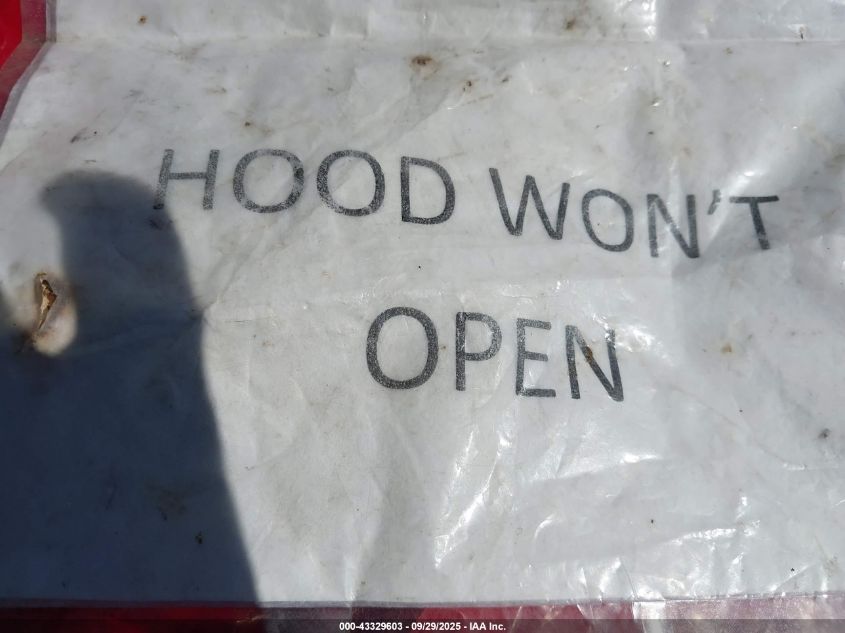 HOOD WON'T
OPEN
000-43329603 - 09/29/2025 - IAA Inc.